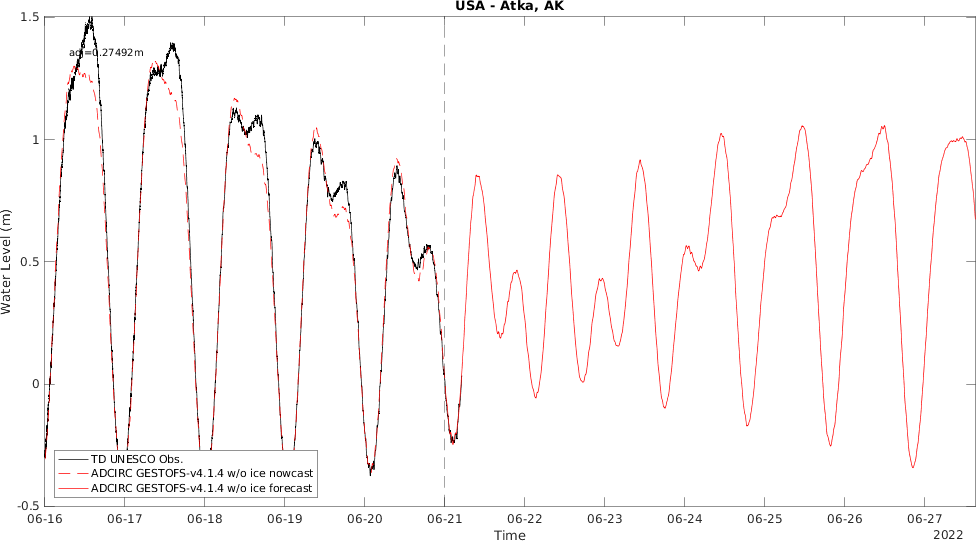 USA - Atka, AK
1.5
1
0.5
0
-0.5
Water Level (m)
adj=0.27492m
TD UNESCO Obs.
ADCIRC GESTOFS-v4.1.4 w/o ice nowcast
ADCIRC GESTOFS-v4.1.4 w/o ice forecast
06-16 06-17 06-18 06-19 06-20 06-21 06-22 06-23 06-24 06-25 06-26 06-27
Time
2022